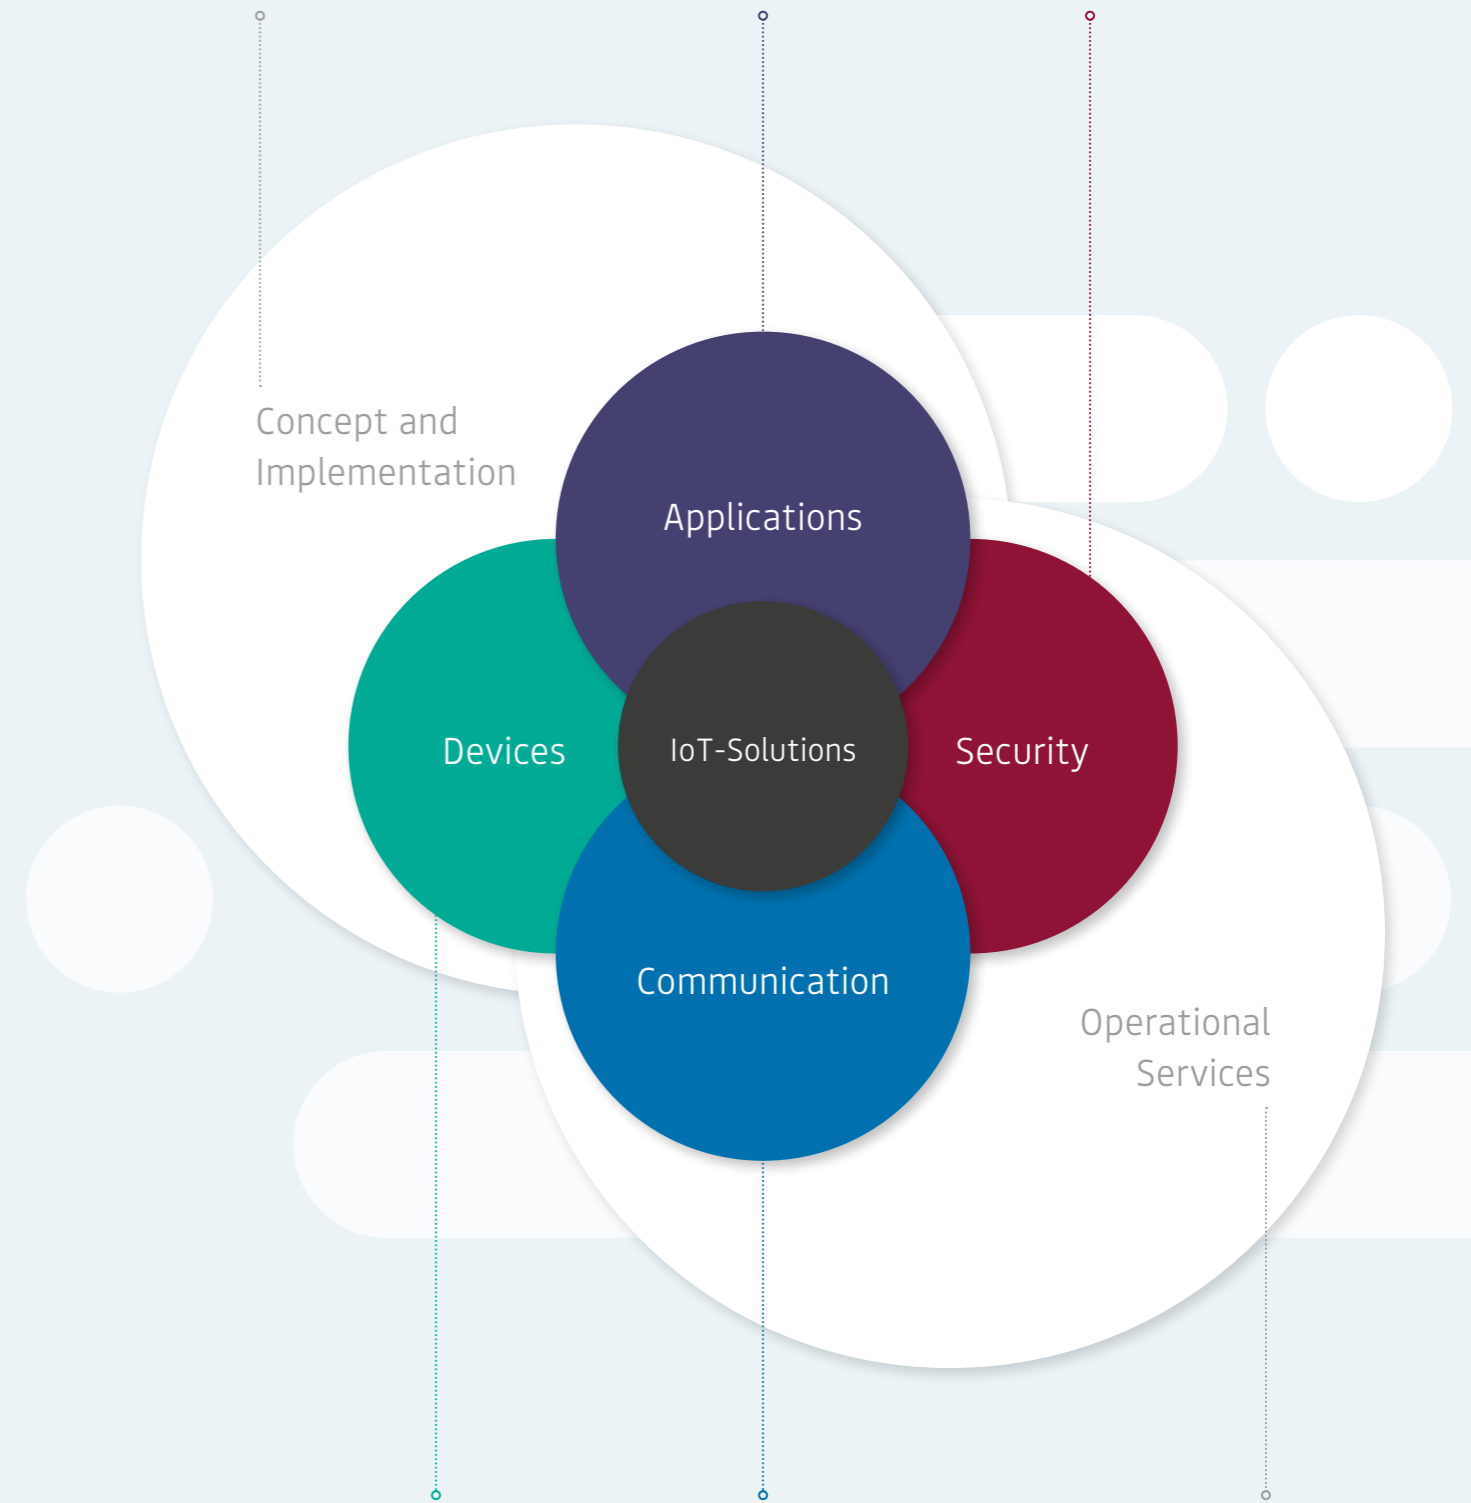 Concept and
Implementation
Applications
Devices
IoT-Solutions
Security
Communication
Operational
Services